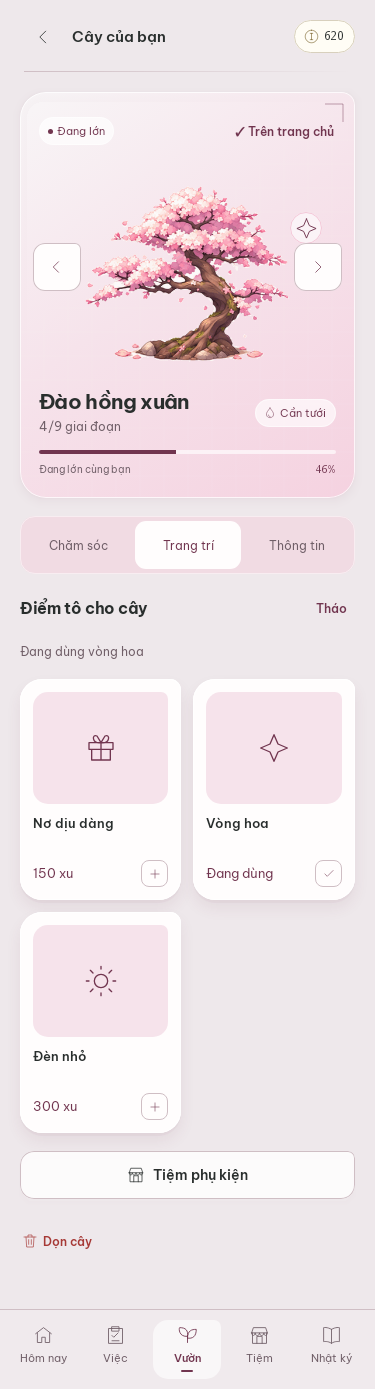 Cây của bạn
620
Đang lớn
✓ Trên trang chủ
Đào hồng xuân
4/9 giai đoạn
Cần tưới
Đang lớn cùng bạn
46%
Chăm sóc
Trang trí
Thông tin
Điểm tô cho cây
Tháo
Đang dùng vòng hoa
Nơ dịu dàng
150 xu
Vòng hoa
Đang dùng
Đèn nhỏ
300 xu
Tiệm phụ kiện
Dọn cây
Hôm nay
Việc
Vườn
Tiệm
Nhật ký